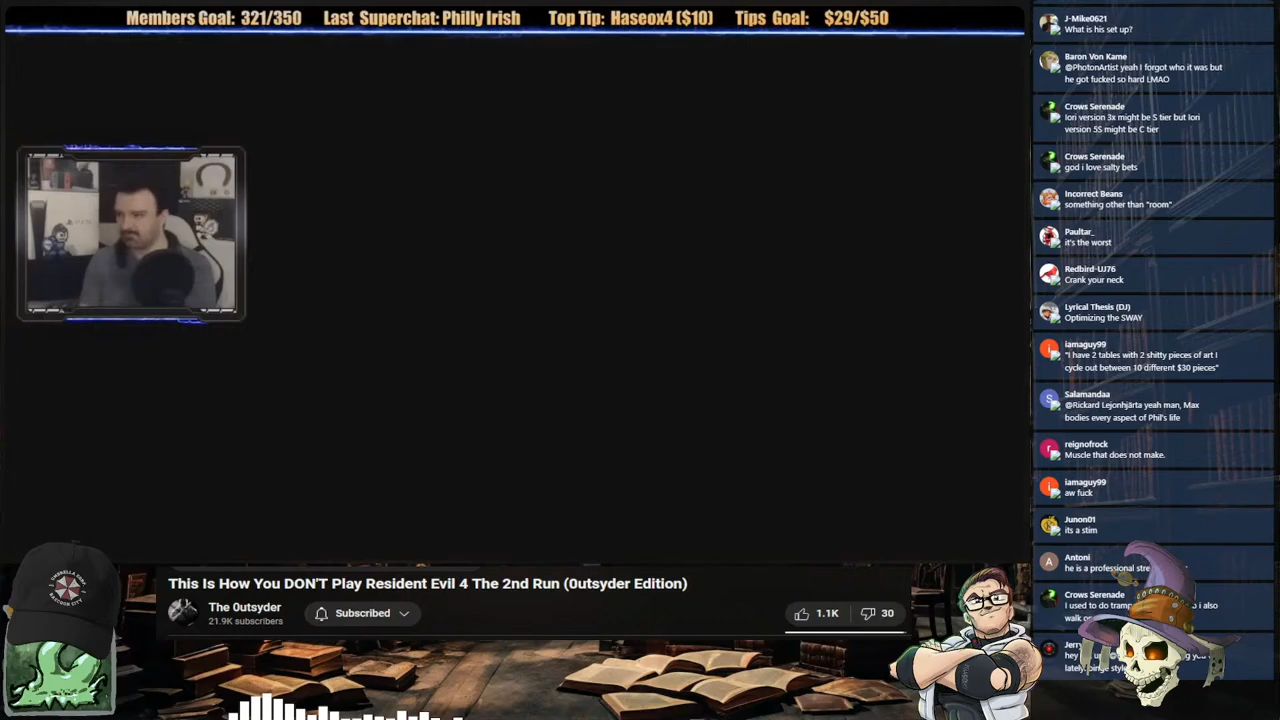 Members Goal: 321/350 Last Superchat: Philly Irish Top Tip: Haseox4 ($10) Tips Goal: $29/$50
J-Mike0621
What is his set up?
Baron Von Kame
@PhotonArtist yeah I forgot who it was but
he got fucked so hard LMAO
Crows Serenade
Iori version 3x might be S tier but Iori
version 5S might be C tier
Crows Serenade
god i love salty bets
Incorrect Beans
something other than "room"
Paultar_
it's the worst
Redbird-UJ76
Crank your neck
Lyrical Thesis (DJ)
Optimizing the SWAY
iamaguy99
"I have 2 tables with 2 shitty pieces of art I
cycle out between 10 different $30 pieces"
Salamandaa
@Rickard Lejonhjärta yeah man, Max
bodies every aspect of Phil's life
reignofrock
Muscle that does not make.
iamaguy99
aw fuck
Junon01
its a stim
Antoni
he is a professional
Crows Serenade
I used to do
i also
walk
hey
lately.
UMBRELLA CORP
RACCOON CITY
This Is How You DON'T Play Resident Evil 4 The 2nd Run (0utsyder Edition)
The 0utsyder
21.9K subscribers
Subscribed
1.1K
30